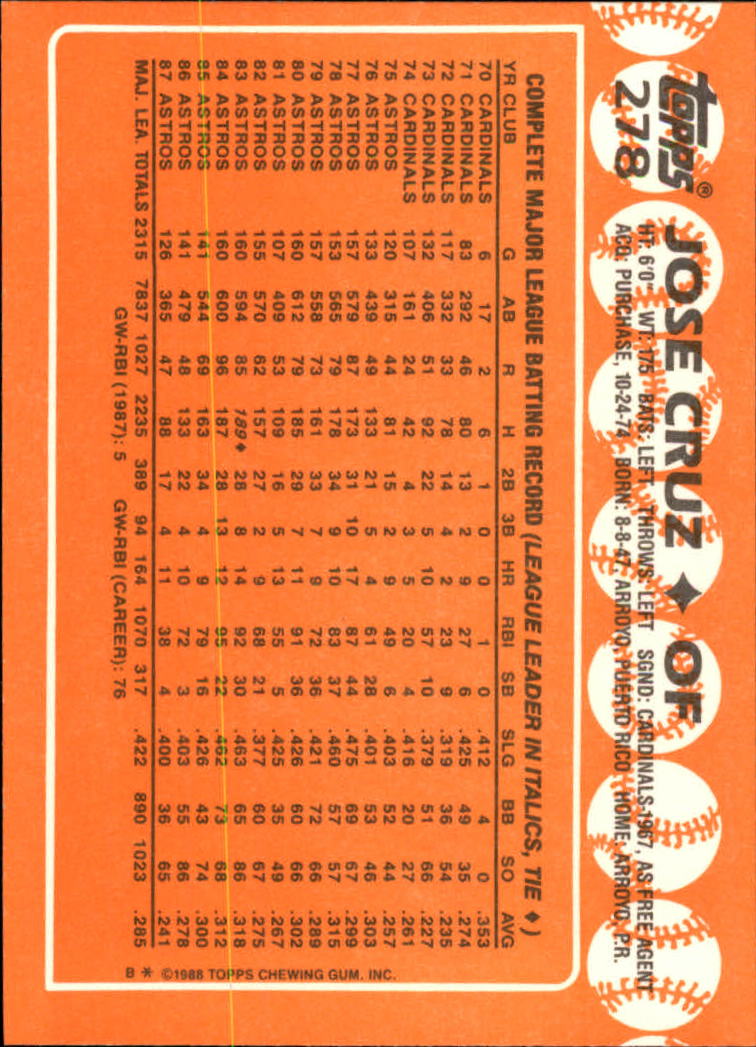 topps® JOSE CRUZ ◆ OF
278 HT: 6'0" WT: 175 BATS: LEFT THROWS: LEFT SGND: CARDINALS-1967, AS FREE AGENT
ACQ: PURCHASE, 10-24-74 BORN: 8-8-47, ARROYO, PUERTO RICO HOME: ARROYO, P.R.
COMPLETE MAJOR LEAGUE BATTING RECORD (LEAGUE LEADER IN ITALICS, TIE ◆)
YR CLUB G AB R H 2B 3B HR RBI SB SLG BB SO AVG
70 CARDINALS 6 17 2 6 1 0 0 1 0 .412 4 0 .353
71 CARDINALS 83 292 46 80 13 2 9 27 6 .425 49 35 .274
72 CARDINALS 117 332 33 78 14 4 2 23 9 .319 36 54 .235
73 CARDINALS 132 406 51 92 22 5 10 57 10 .379 51 66 .227
74 CARDINALS 107 161 24 42 4 3 5 20 4 .416 20 27 .261
75 ASTROS 120 315 44 81 15 2 9 49 6 .403 52 44 .257
76 ASTROS 133 439 49 133 21 5 4 61 28 .401 53 46 .303
77 ASTROS 157 579 87 173 31 10 17 87 44 .475 69 67 .299
78 ASTROS 153 565 79 178 34 9 10 83 37 .460 57 57 .315
79 ASTROS 157 558 73 161 33 7 9 72 36 .421 72 66 .289
80 ASTROS 160 612 79 185 29 7 11 91 36 .426 60 66 .302
81 ASTROS 107 409 53 109 16 5 13 55 5 .425 35 49 .267
82 ASTROS 155 570 62 157 27 2 9 68 21 .377 60 67 .275
83 ASTROS 160 594 85 189◆ 28 8 14 92 30 .463 65 86 .318
84 ASTROS 160 600 96 187 28 13 12 95 22 .462 73 68 .312
85 ASTROS 141 544 69 163 34 4 9 79 16 .426 43 74 .300
86 ASTROS 141 479 48 133 22 4 10 72 3 .403 55 86 .278
87 ASTROS 126 365 47 88 17 4 11 38 4 .400 36 65 .241
MAJ. LEA. TOTALS 2315 7837 1027 2235 389 94 164 1070 317 .422 890 1023 .285
GW-RBI (1987): 5 GW-RBI (CAREER): 76
B * ©1988 TOPPS CHEWING GUM, INC.